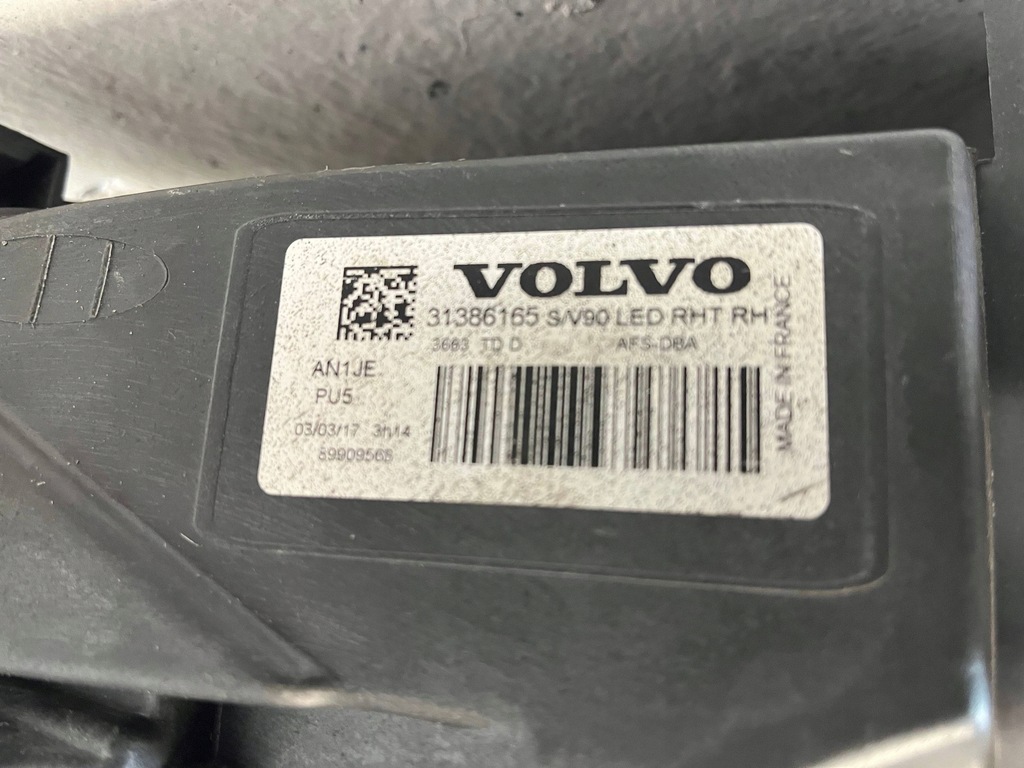 VOLVO
31386165 S/V90 LED RHT RH
3683 TD D AFS-DBA
AN1JE
PU5
03/03/17 3h14
89909568
MADE IN FRANCE